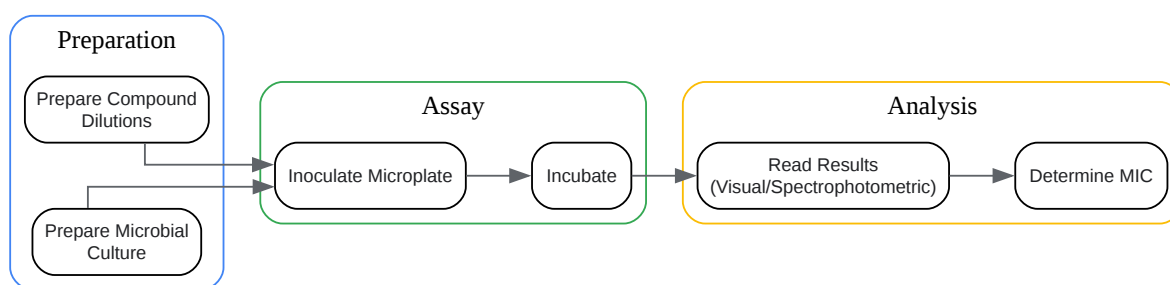 Preparation
Prepare Compound
Dilutions
Prepare Microbial
Culture
Assay
Inoculate Microplate
Incubate
Analysis
Read Results
(Visual/Spectrophotometric)
Determine MIC